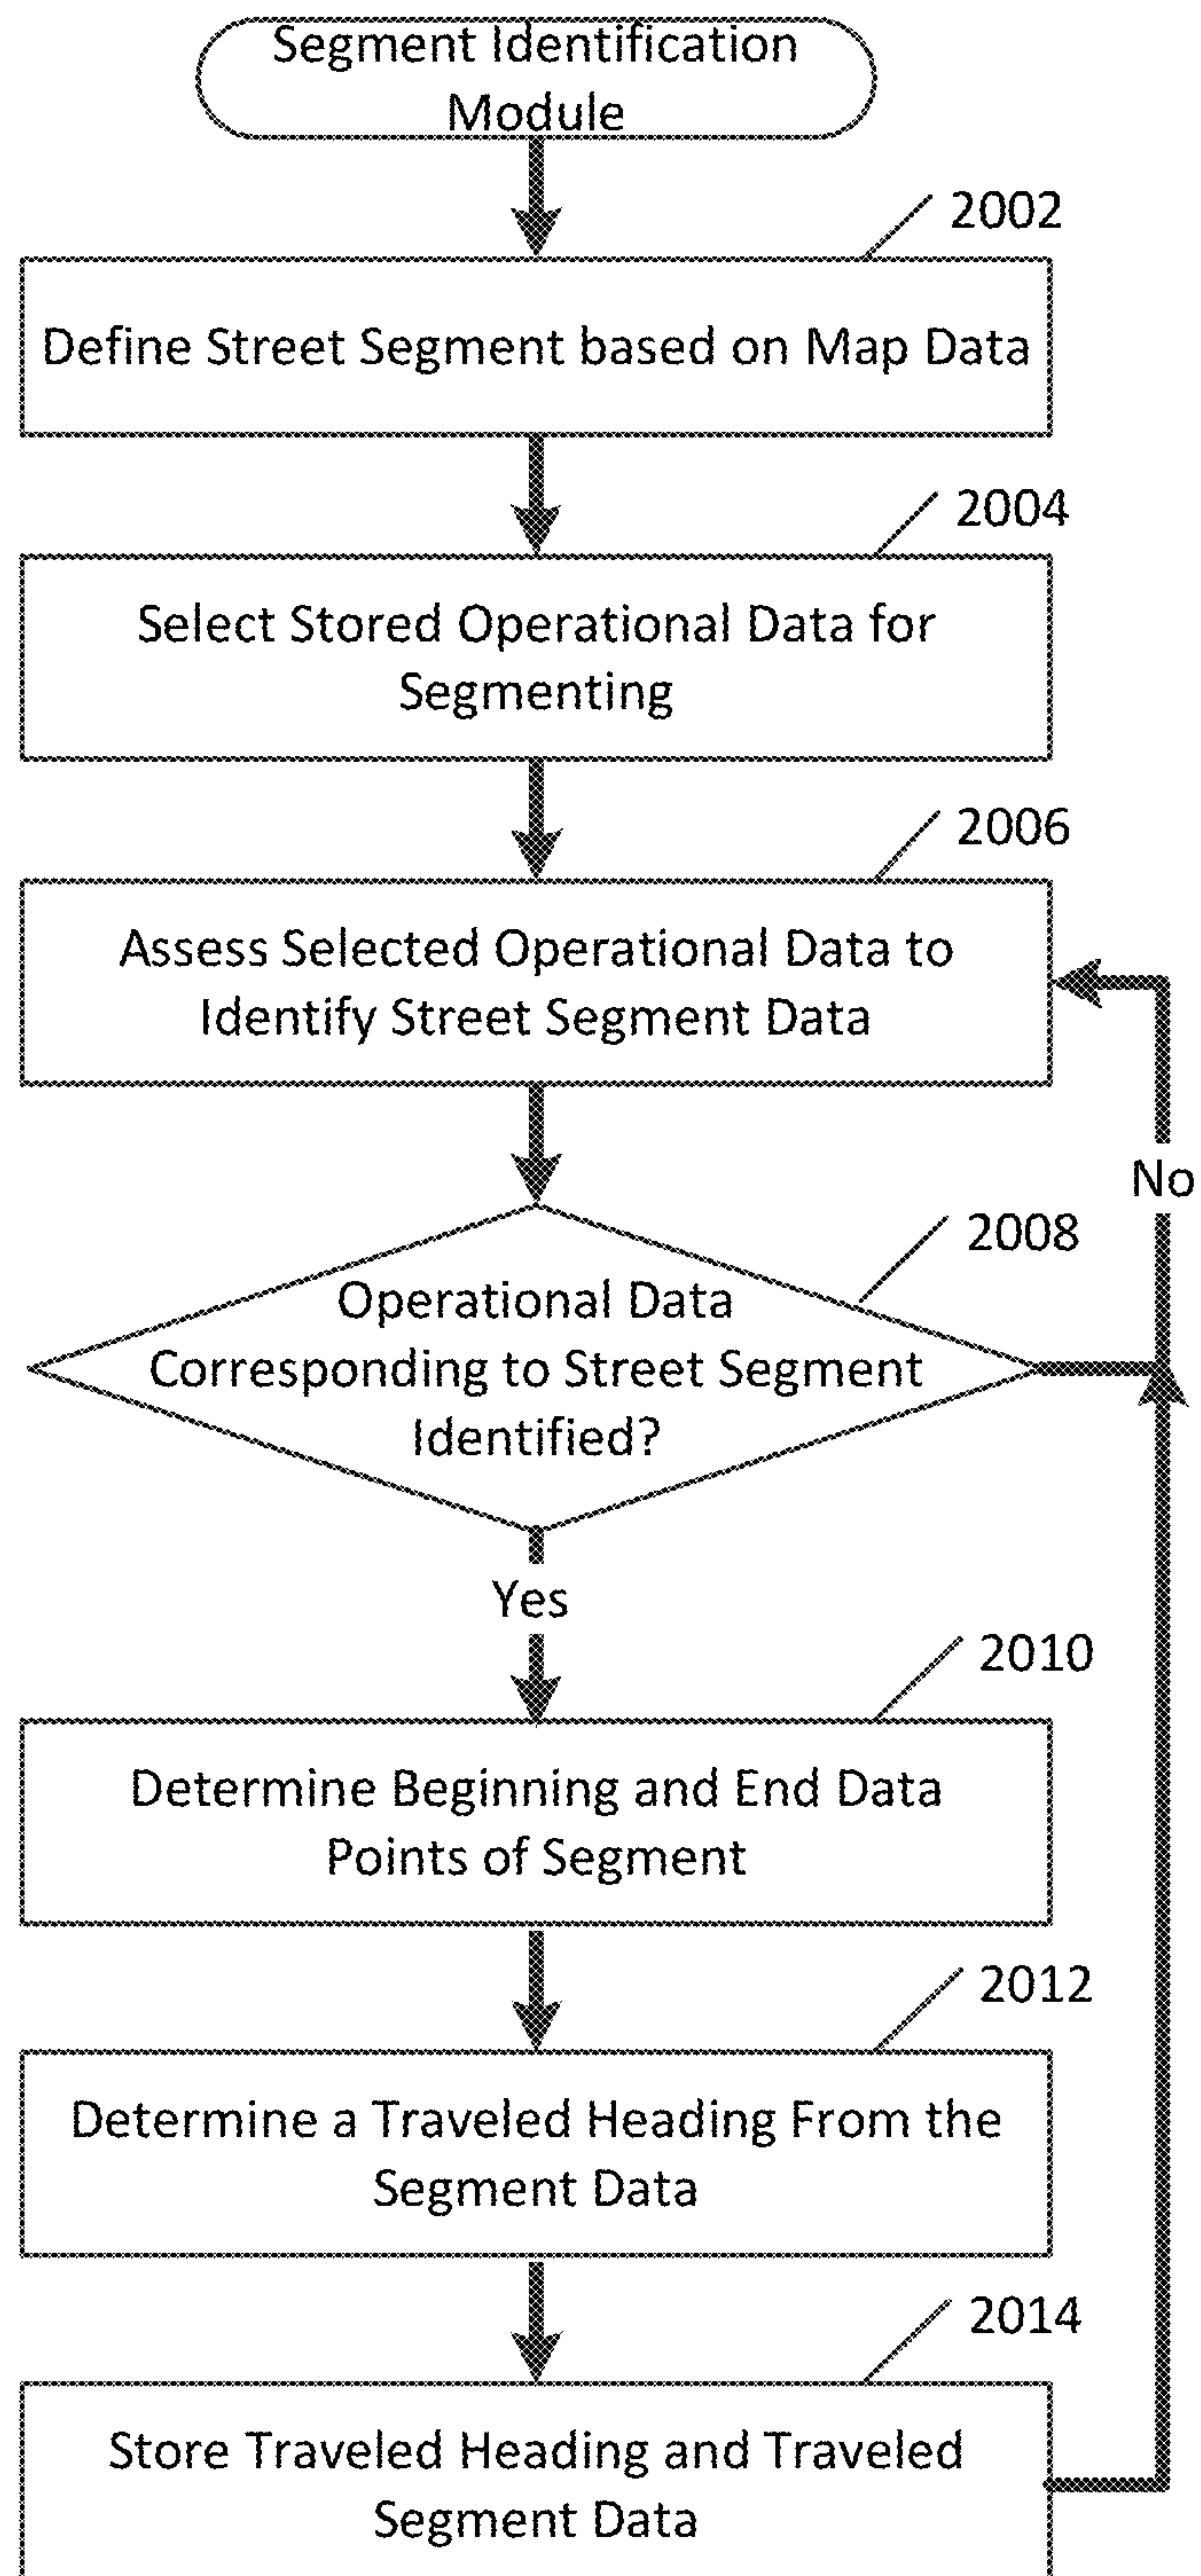 Segment Identification
Module
2002
Define Street Segment based on Map Data
2004
Select Stored Operational Data for
Segmenting
2006
Assess Selected Operational Data to
Identify Street Segment Data
No
2008
Operational Data
Corresponding to Street Segment
Identified?
Yes
2010
Determine Beginning and End Data
Points of Segment
2012
Determine a Traveled Heading From the
Segment Data
2014
Store Traveled Heading and Traveled
Segment Data